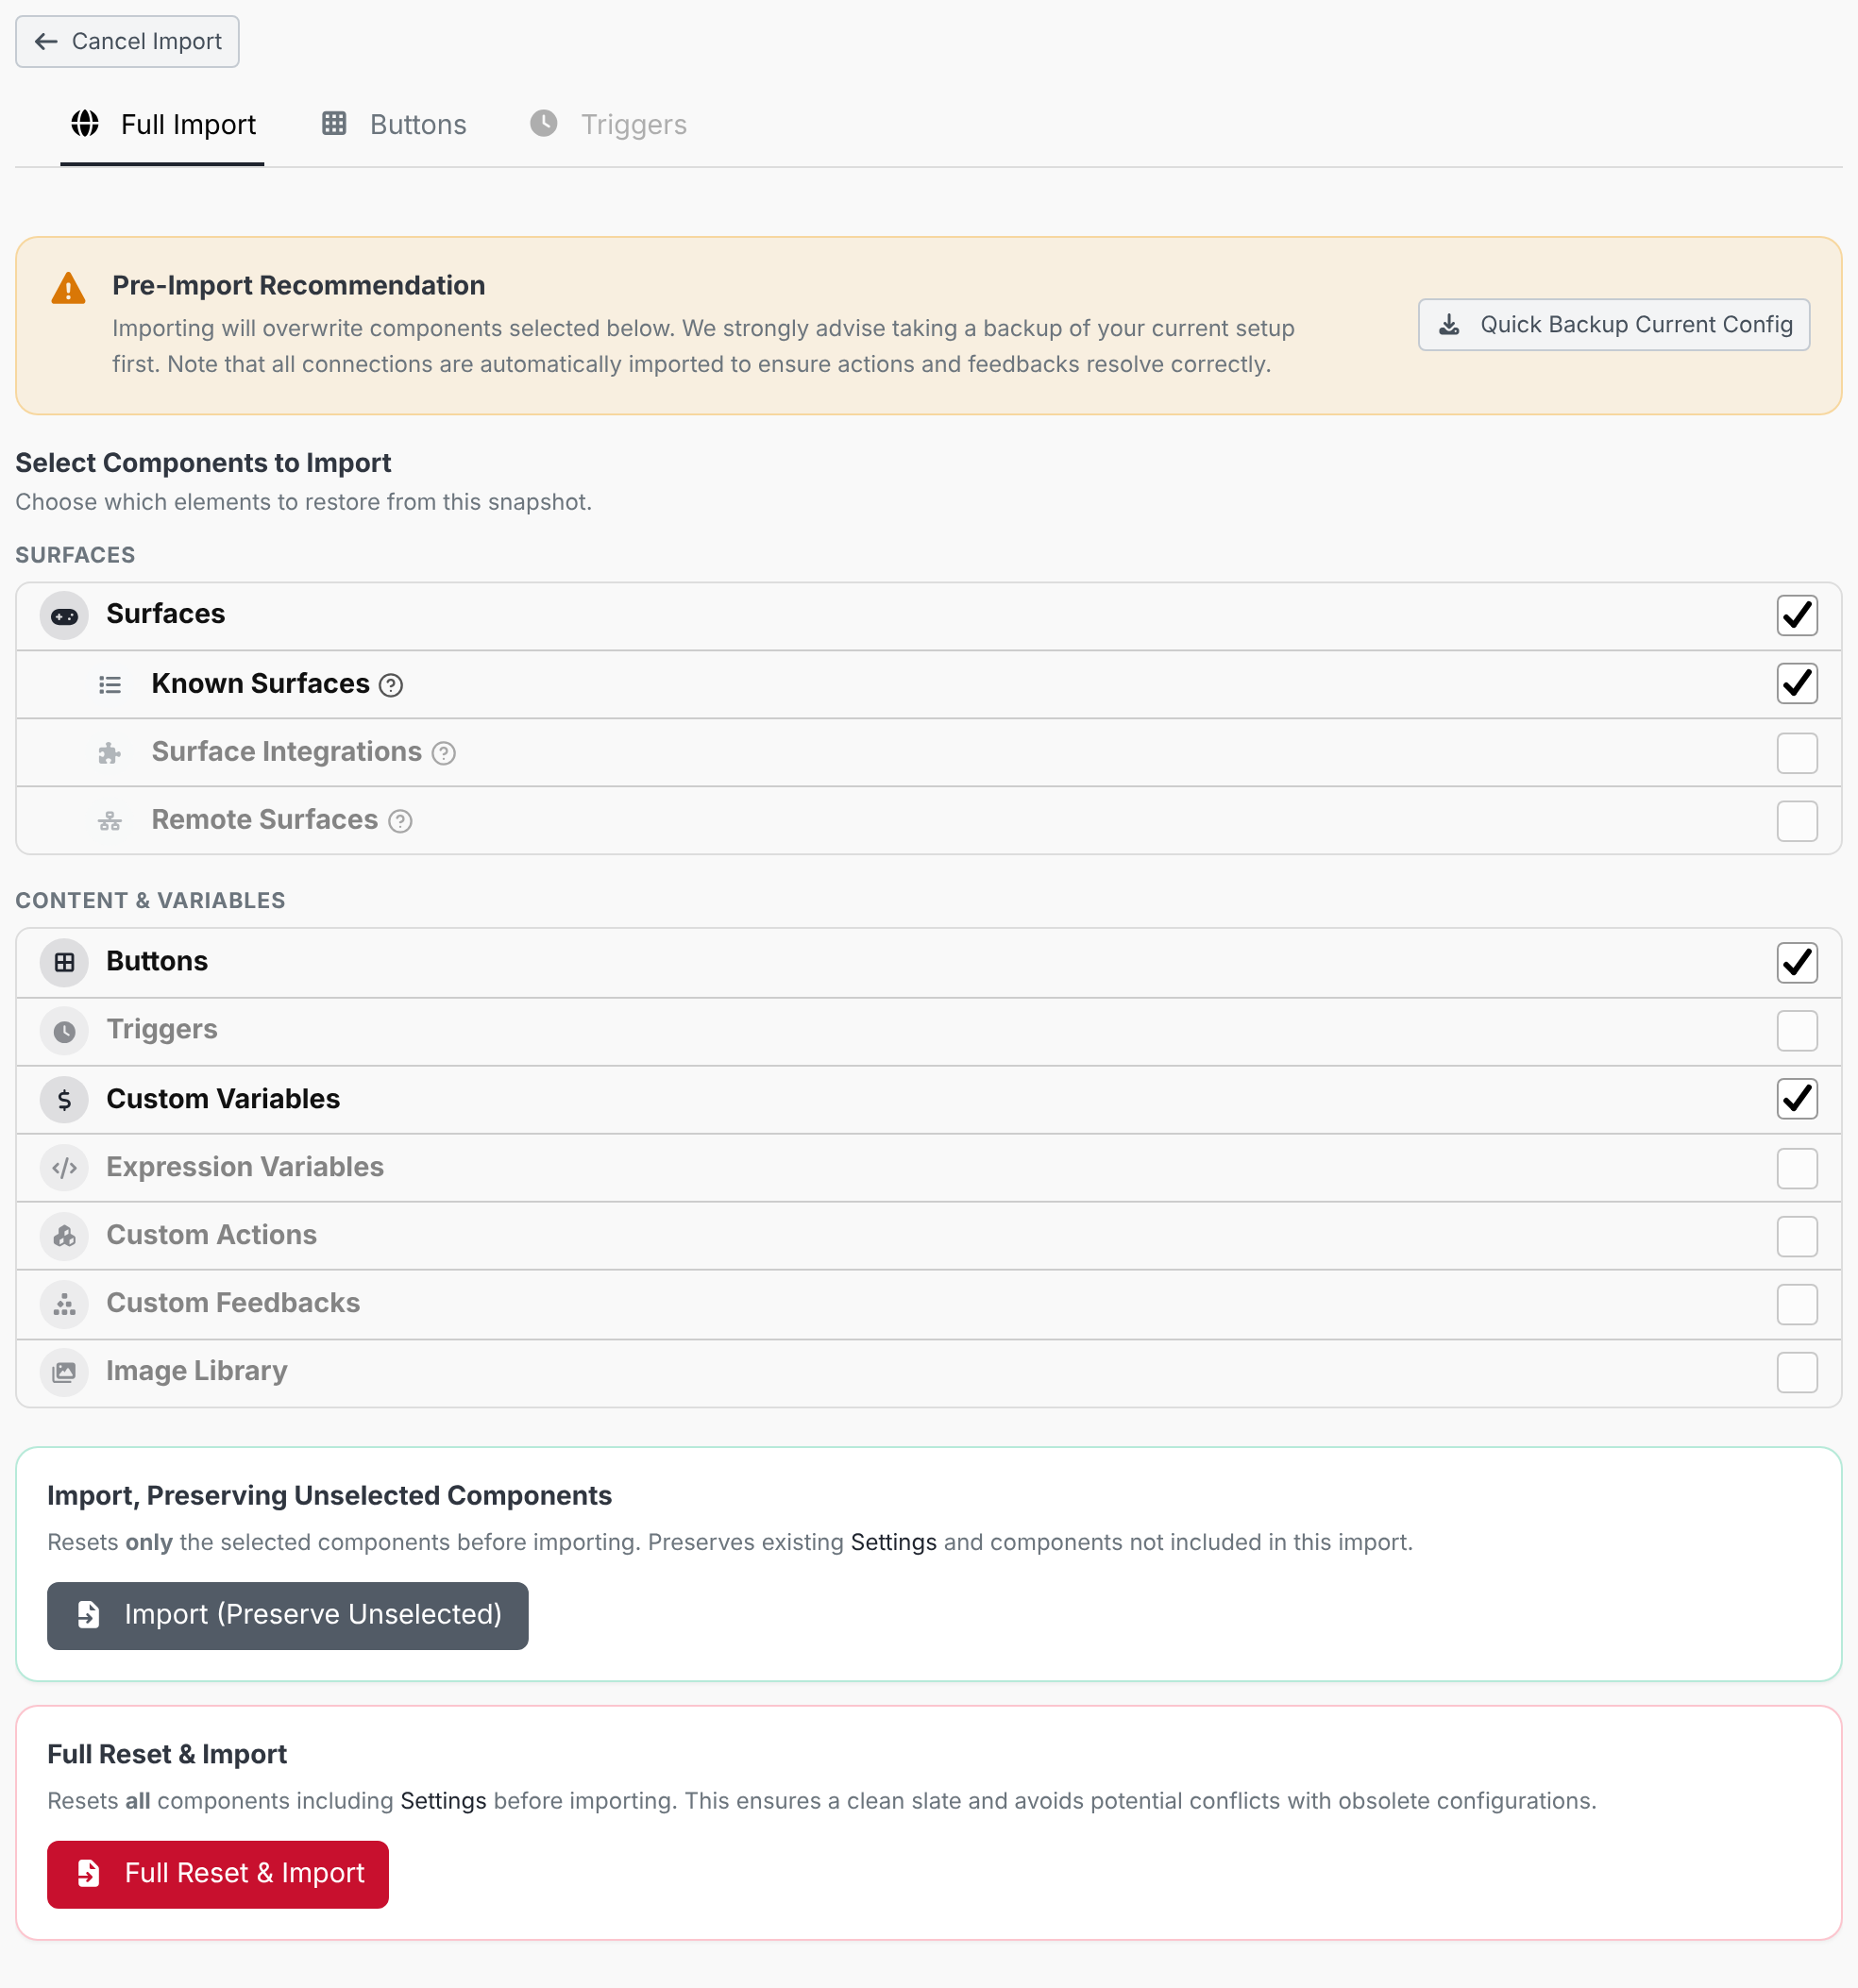 Cancel Import
Full Import
Buttons
Triggers
Pre-Import Recommendation
Importing will overwrite components selected below. We strongly advise taking a backup of your current setup
first. Note that all connections are automatically imported to ensure actions and feedbacks resolve correctly.
Quick Backup Current Config
Select Components to Import
Choose which elements to restore from this snapshot.
SURFACES
Surfaces
Known Surfaces
Surface Integrations
Remote Surfaces
CONTENT & VARIABLES
Buttons
Triggers
Custom Variables
Expression Variables
Custom Actions
Custom Feedbacks
Image Library
Import, Preserving Unselected Components
Resets only the selected components before importing. Preserves existing Settings and components not included in this import.
Import (Preserve Unselected)
Full Reset & Import
Resets all components including Settings before importing. This ensures a clean slate and avoids potential conflicts with obsolete configurations.
Full Reset & Import